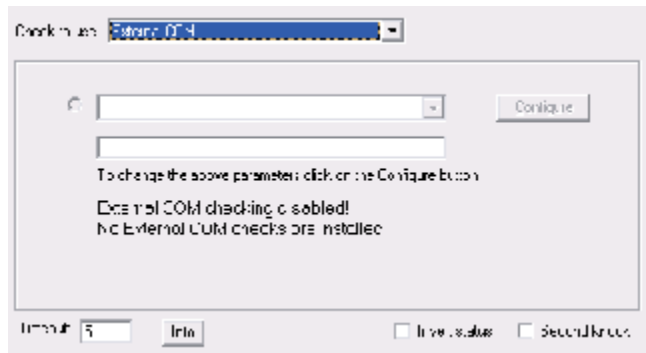 Check to use External COM
Configure
To change the above parameters click on the Configure button
External COM checking disabled!
No External COM checks are installed
Timeout: 5 Info Invert status Second knock